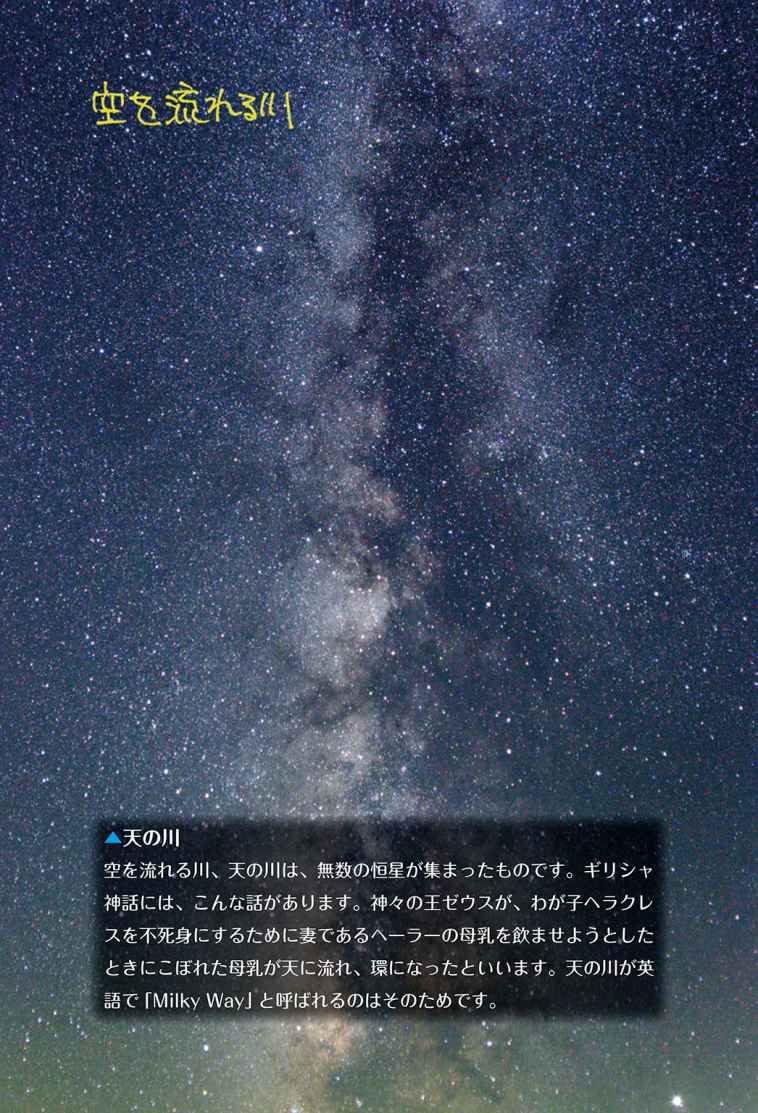 空を流れる川
▲天の川
空を流れる川、天の川は、無数の恒星が集まったものです。ギリシャ
神話には、こんな話があります。神々の王ゼウスが、わが子ヘラクレ
スを不死身にするために妻であるヘーラーの母乳を飲ませようとした
ときにこぼれた母乳が天に流れ、環になったといいます。天の川が英
語で「Milky Way」と呼ばれるのはそのためです。